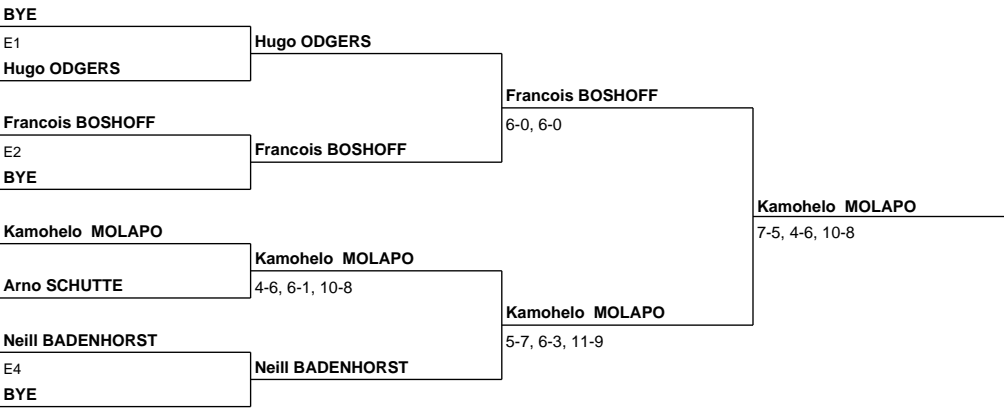 BYE
E1
Hugo ODGERS
Francois BOSHOFF
E2
BYE
Kamohelo  MOLAPO
Arno SCHUTTE
Neill BADENHORST
E4
BYE
Hugo ODGERS
Francois BOSHOFF
Kamohelo  MOLAPO
4-6, 6-1, 10-8
Neill BADENHORST
Francois BOSHOFF
6-0, 6-0
Kamohelo  MOLAPO
5-7, 6-3, 11-9
Kamohelo  MOLAPO
7-5, 4-6, 10-8